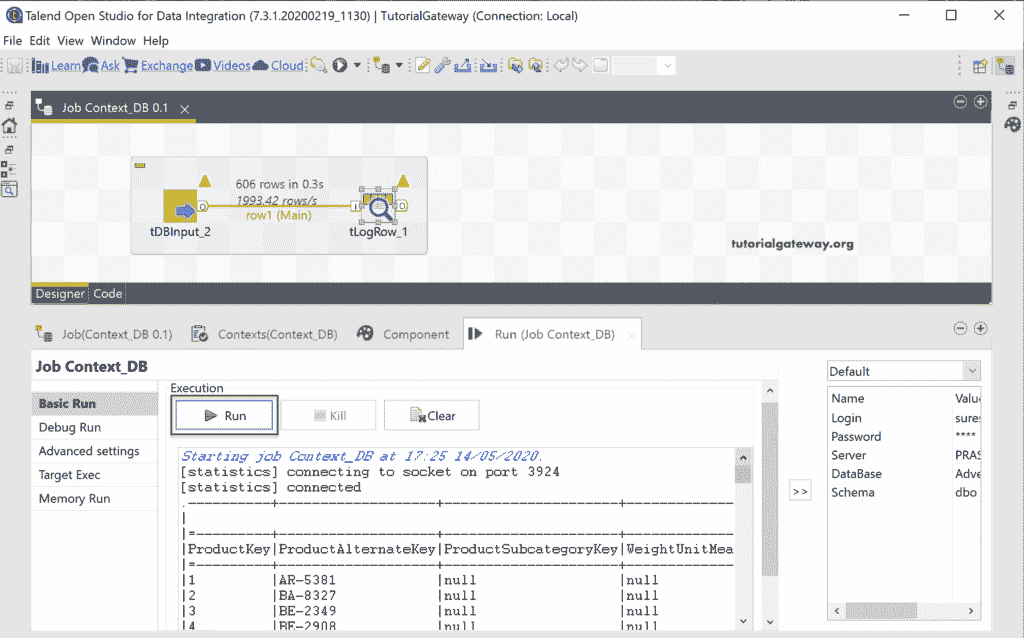 Talend Open Studio for Data Integration (7.3.1.20200219_1130) | TutorialGateway (Connection: Local)
File Edit View Window Help
Learn Ask Exchange Videos Cloud
Job Context_DB 0.1
606 rows in 0.3s
1993.42 rows/s
row1 (Main)
tDBInput_2 tLogRow_1
tutorialgateway.org
Designer Code
Job(Context_DB 0.1) Contexts(Context_DB) Component Run (Job Context_DB)
Job Context_DB
Basic Run
Debug Run
Advanced settings
Target Exec
Memory Run
Execution
Run Kill Clear
Starting job Context_DB at 17:25 14/05/2020.
[statistics] connecting to socket on port 3924
[statistics] connected
|ProductKey|ProductAlternateKey|ProductSubcategoryKey|WeightUnitMea
|1 |AR-5381 |null |null
|2 |BA-8327 |null |null
|3 |BE-2349 |null |null
|4 |BE-2908 |null |null
>>
Default
Name Valu
Login sures
Password ****
Server PRAS
DataBase Adve
Schema dbo